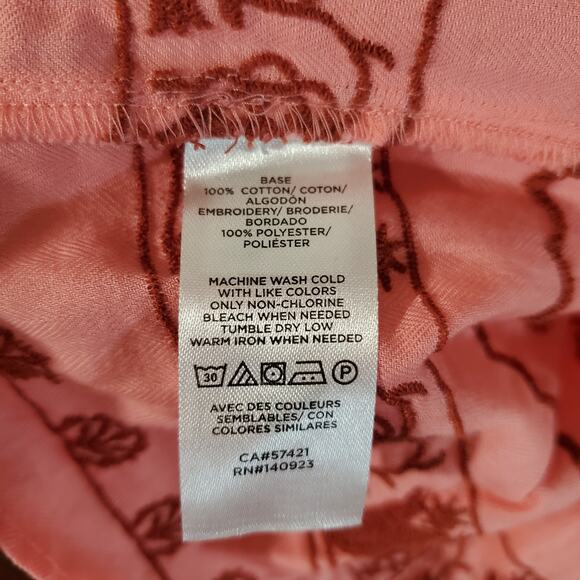 BASE
100% COTTON/ COTON/
ALGODÓN
EMBROIDERY/ BRODERIE/
BORDADO
100% POLYESTER/
POLIÉSTER
MACHINE WASH COLD
WITH LIKE COLORS
ONLY NON-CHLORINE
BLEACH WHEN NEEDED
TUMBLE DRY LOW
WARM IRON WHEN NEEDED
30 P
AVEC DES COULEURS
SEMBLABLES/ CON
COLORES SIMILARES
CA#57421
RN#140923